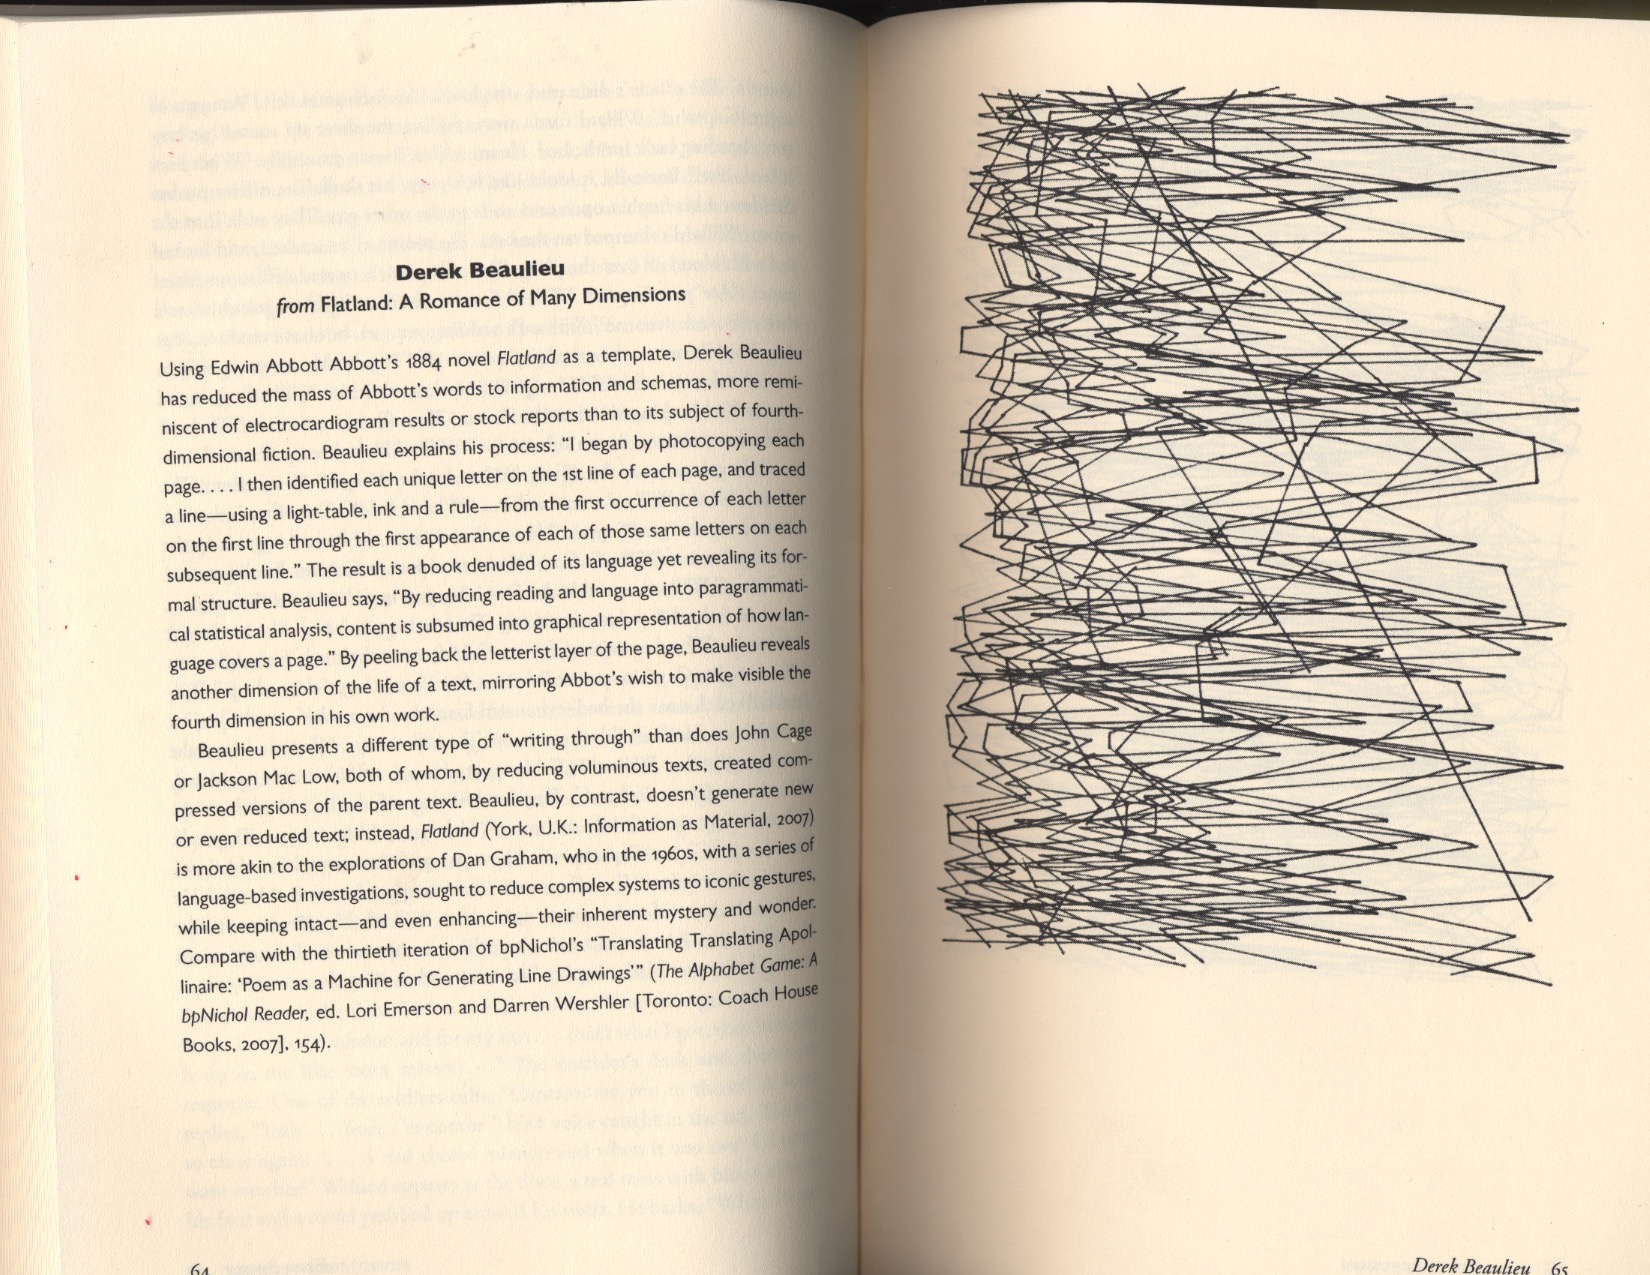 Derek Beaulieu
from Flatland: A Romance of Many Dimensions
Using Edwin Abbott Abbott's 1884 novel Flatland as a template, Derek Beaulieu
has reduced the mass of Abbott's words to information and schemas, more remi-
niscent of electrocardiogram results or stock reports than to its subject of fourth-
dimensional fiction. Beaulieu explains his process: "I began by photocopying each
page. . . . I then identified each unique letter on the 1st line of each page, and traced
a line—using a light-table, ink and a rule—from the first occurrence of each letter
on the first line through the first appearance of each of those same letters on each
subsequent line." The result is a book denuded of its language yet revealing its for-
mal structure. Beaulieu says, "By reducing reading and language into paragrammati-
cal statistical analysis, content is subsumed into graphical representation of how lan-
guage covers a page." By peeling back the letterist layer of the page, Beaulieu reveals
another dimension of the life of a text, mirroring Abbot's wish to make visible the
fourth dimension in his own work.
Beaulieu presents a different type of "writing through" than does John Cage
or Jackson Mac Low, both of whom, by reducing voluminous texts, created com-
pressed versions of the parent text. Beaulieu, by contrast, doesn't generate new
or even reduced text; instead, Flatland (York, U.K.: Information as Material, 2007)
is more akin to the explorations of Dan Graham, who in the 1960s, with a series of
language-based investigations, sought to reduce complex systems to iconic gestures,
while keeping intact—and even enhancing—their inherent mystery and wonder.
Compare with the thirtieth iteration of bpNichol's "Translating Translating Apol-
linaire: 'Poem as a Machine for Generating Line Drawings'" (The Alphabet Game: A
bpNichol Reader, ed. Lori Emerson and Darren Wershler [Toronto: Coach House
Books, 2007], 154).
64
Derek Beaulieu 65